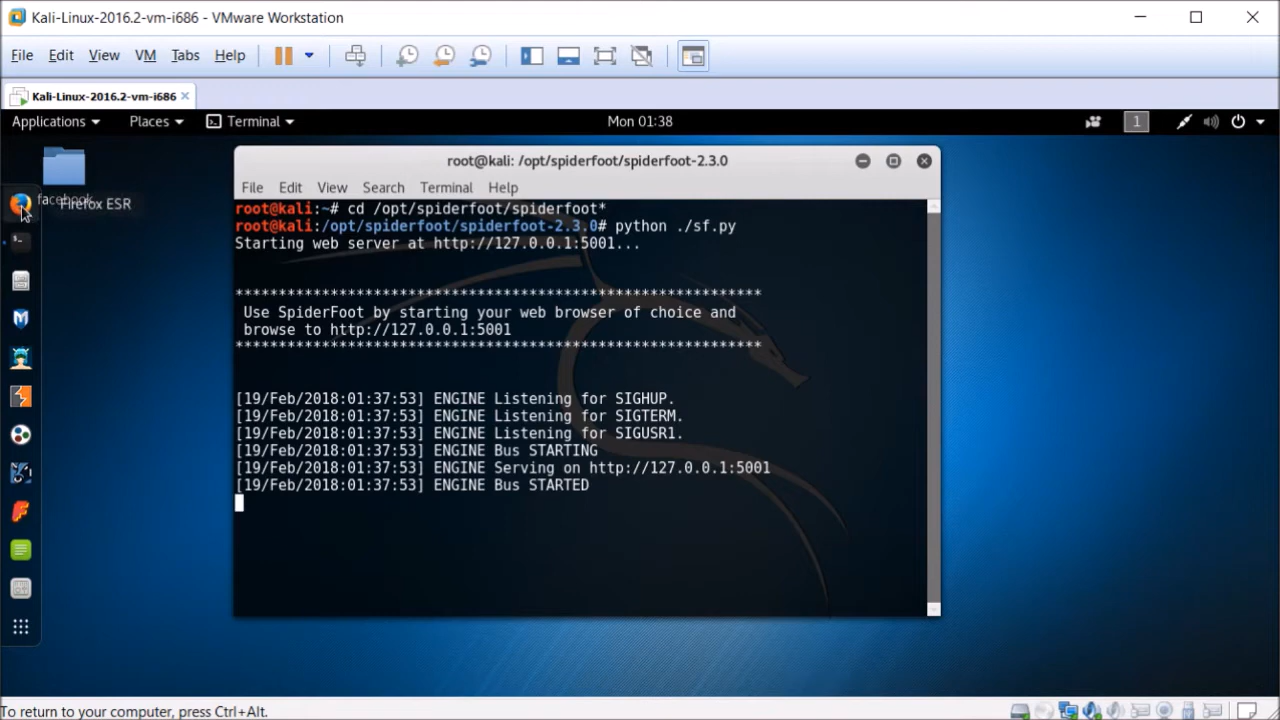 Kali-Linux-2016.2-vm-i686 - VMware Workstation
File Edit View VM Tabs Help
Kali-Linux-2016.2-vm-i686
Applications Places Terminal Mon 01:38 1
root@kali: /opt/spiderfoot/spiderfoot-2.3.0
facebook
Firefox ESR
File Edit View Search Terminal Help
root@kali:~# cd /opt/spiderfoot/spiderfoot*
root@kali:/opt/spiderfoot/spiderfoot-2.3.0# python ./sf.py
Starting web server at http://127.0.0.1:5001...
*************************************************************
Use SpiderFoot by starting your web browser of choice and
browse to http://127.0.0.1:5001
*************************************************************
[19/Feb/2018:01:37:53] ENGINE Listening for SIGHUP.
[19/Feb/2018:01:37:53] ENGINE Listening for SIGTERM.
[19/Feb/2018:01:37:53] ENGINE Listening for SIGUSR1.
[19/Feb/2018:01:37:53] ENGINE Bus STARTING
[19/Feb/2018:01:37:53] ENGINE Serving on http://127.0.0.1:5001
[19/Feb/2018:01:37:53] ENGINE Bus STARTED
To return to your computer, press Ctrl+Alt.